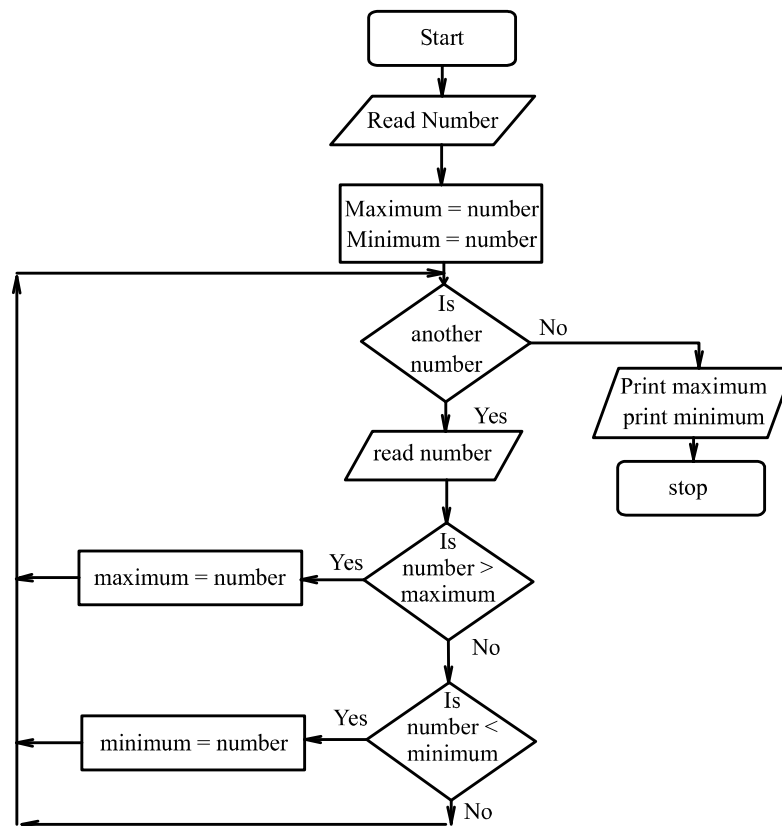 Start
Read Number
Maximum = number
Minimum = number
Is
another
number
No
Print maximum
print minimum
stop
Yes
read number
Is
number >
maximum
Yes
maximum = number
No
Is
number <
minimum
Yes
minimum = number
No